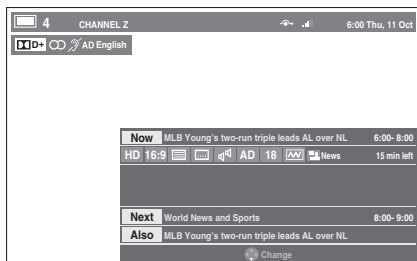 4 CHANNEL Z 6:00 Thu, 11 Oct
D+ AD English
Now MLB Young's two-run triple leads AL over NL 6:00- 8:00
HD 16:9 AD 18 News 15 min left
Next World News and Sports 8:00- 9:00
Also MLB Young's two-run triple leads AL over NL
Change